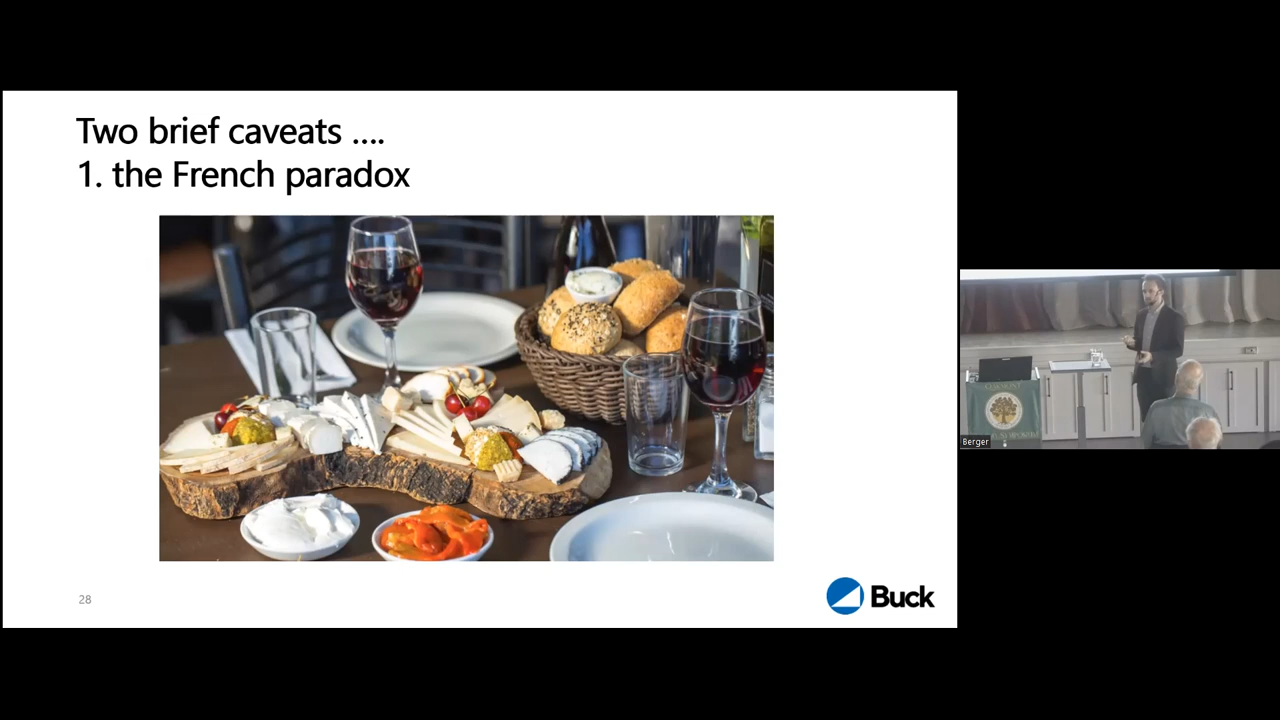 Two brief caveats ....
1. the French paradox
28
Buck
Berger